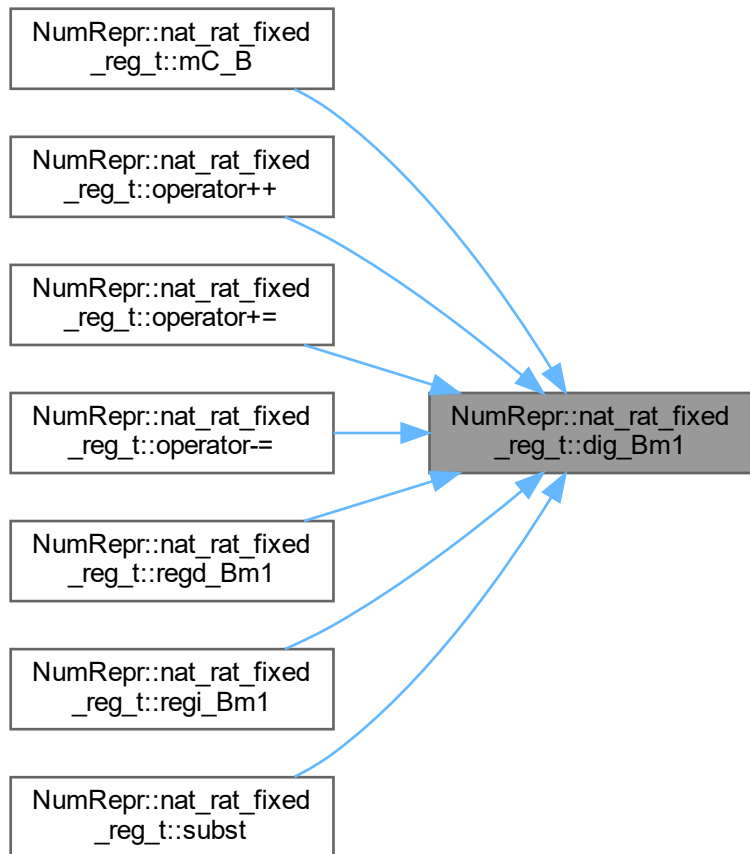 NumRepr::nat_rat_fixed
_reg_t::mC_B
NumRepr::nat_rat_fixed
_reg_t::operator++
NumRepr::nat_rat_fixed
_reg_t::operator+=
NumRepr::nat_rat_fixed
_reg_t::operator-=
NumRepr::nat_rat_fixed
_reg_t::dig_Bm1
NumRepr::nat_rat_fixed
_reg_t::regd_Bm1
NumRepr::nat_rat_fixed
_reg_t::regi_Bm1
NumRepr::nat_rat_fixed
_reg_t::subst